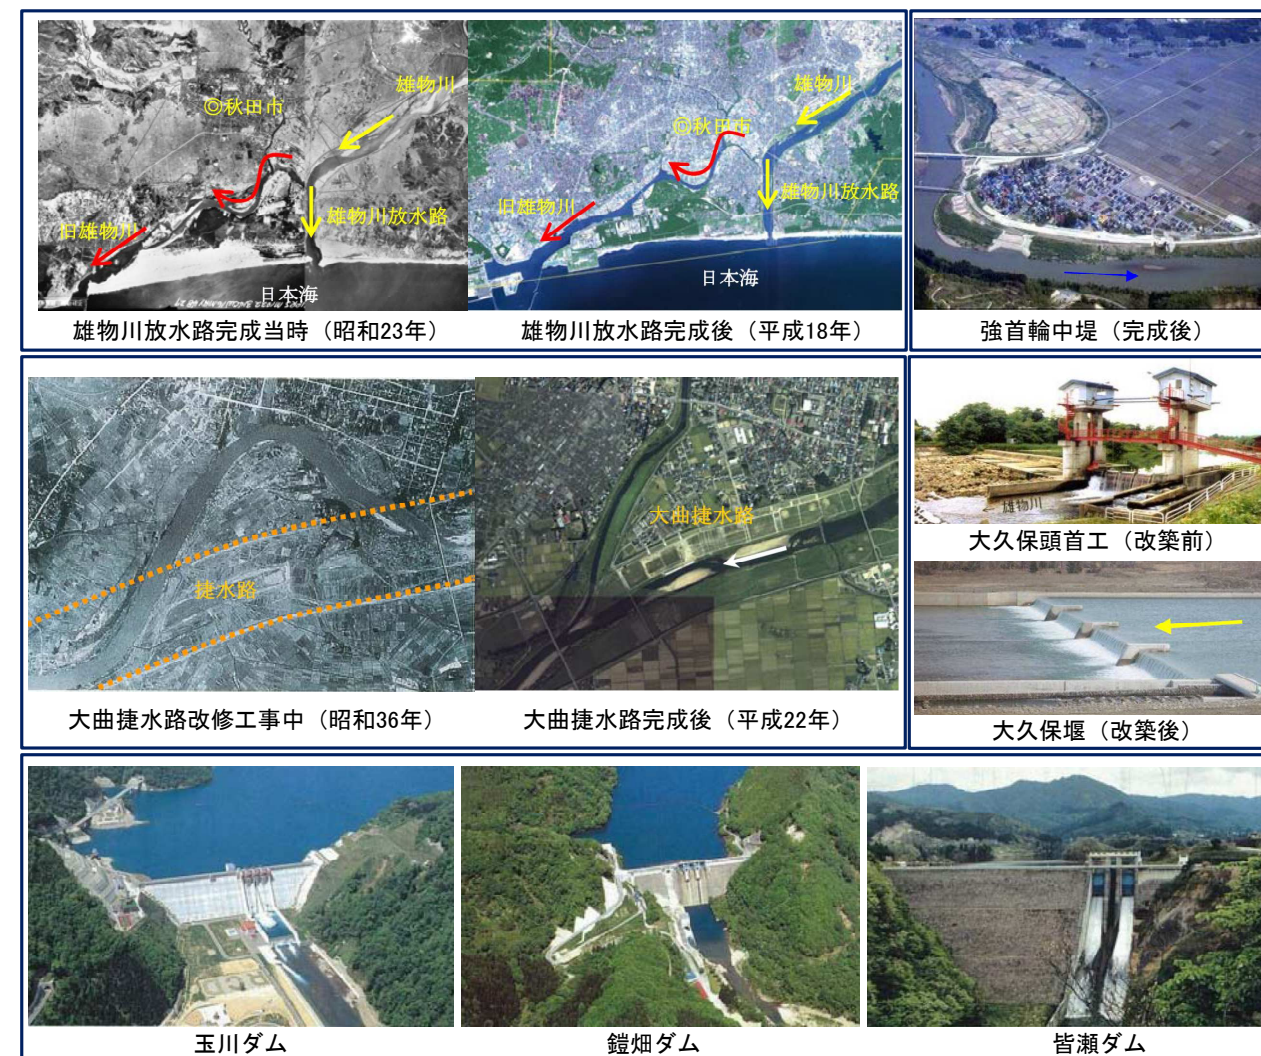 雄物川
◎秋田市
旧雄物川
雄物川放水路
日本海
雄物川放水路完成当時（昭和23年）
雄物川
◎秋田市
旧雄物川
雄物川放水路
日本海
雄物川放水路完成後（平成18年）
強首輪中堤（完成後）
捷水路
大曲捷水路改修工事中（昭和36年）
大曲捷水路
大曲捷水路完成後（平成22年）
雄物川
大久保頭首工（改築前）
大久保堰（改築後）
玉川ダム
鎧畑ダム
皆瀬ダム